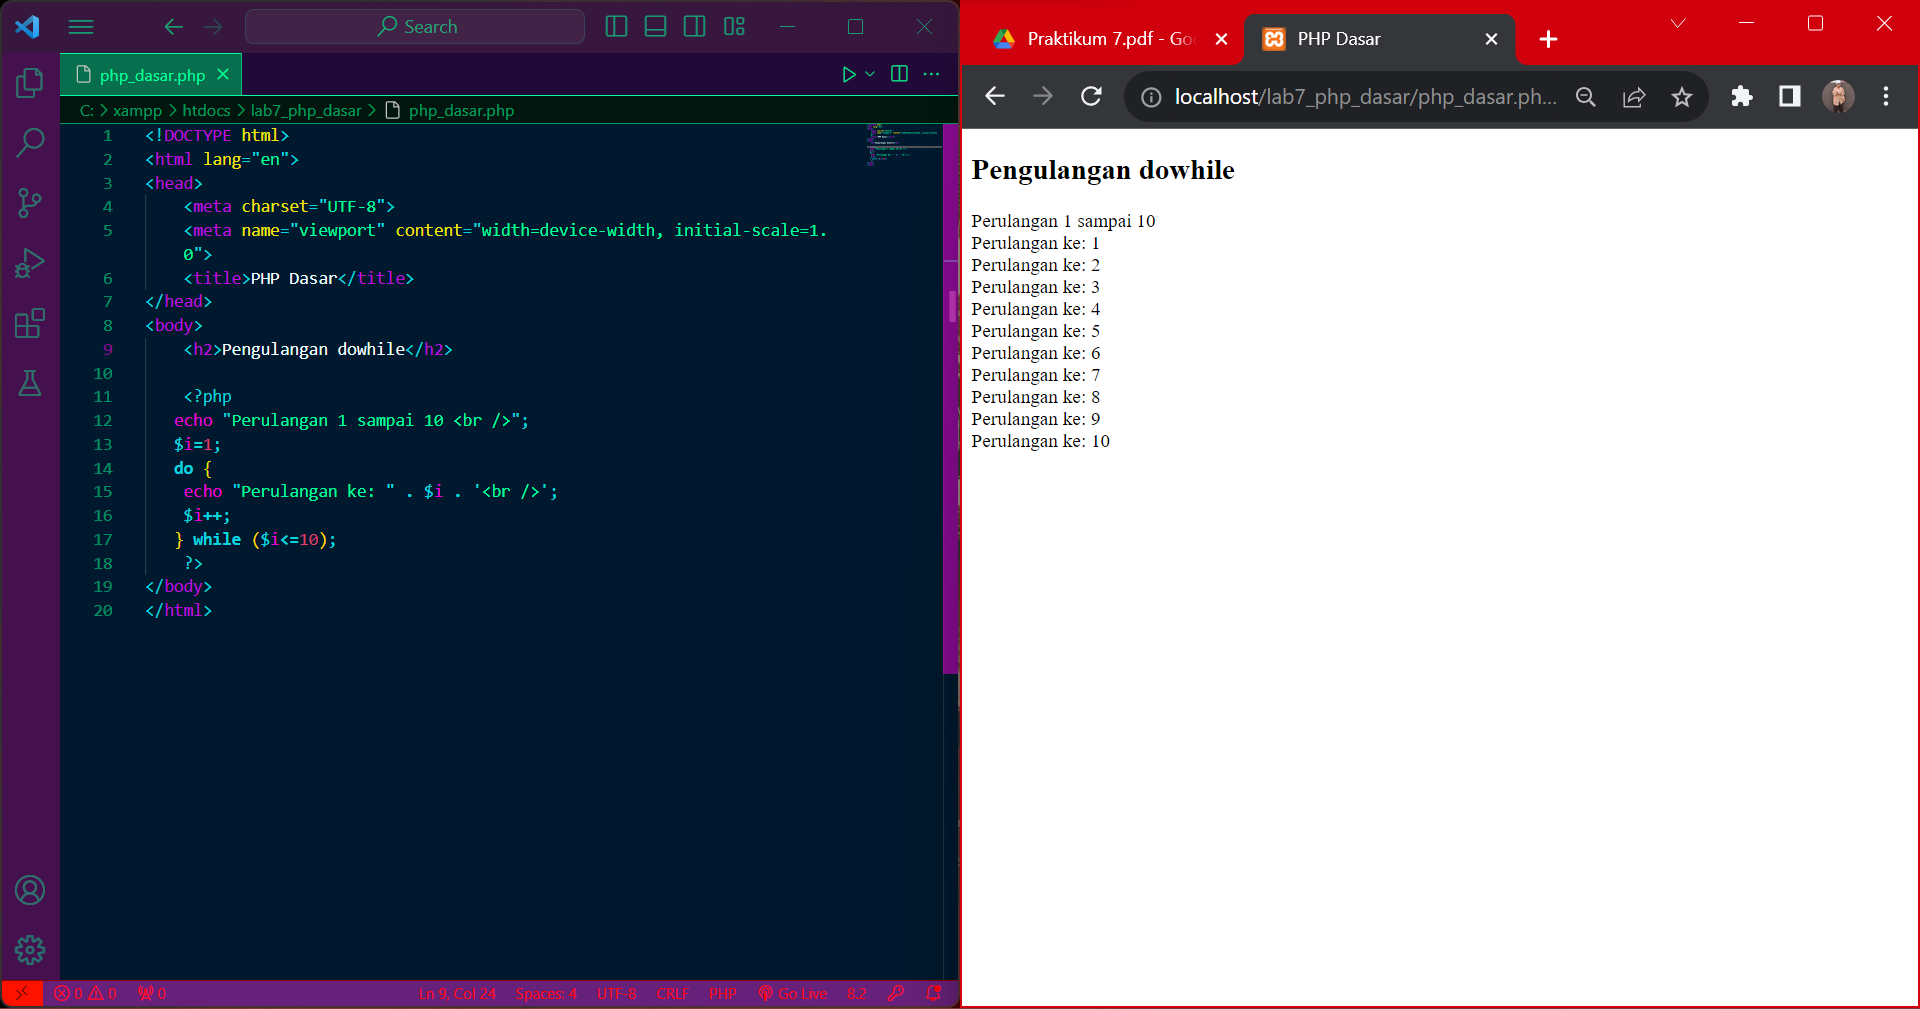 Search
php_dasar.php
C: > xampp > htdocs > lab7_php_dasar > php_dasar.php
1 <!DOCTYPE html>
2 <html lang="en">
3 <head>
4 <meta charset="UTF-8">
5 <meta name="viewport" content="width=device-width, initial-scale=1.
0">
6 <title>PHP Dasar</title>
7 </head>
8 <body>
9 <h2>Pengulangan dowhile</h2>
10
11 <?php
12 echo "Perulangan 1 sampai 10 <br />";
13 $i=1;
14 do {
15 echo "Perulangan ke: " . $i . '<br />';
16 $i++;
17 } while ($i<=10);
18 ?>
19 </body>
20 </html>
0 0 0 Ln 9, Col 24 Spaces: 4 UTF-8 CRLF PHP Go Live 8.2
Praktikum 7.pdf - Go
PHP Dasar
localhost/lab7_php_dasar/php_dasar.ph...
Pengulangan dowhile
Perulangan 1 sampai 10
Perulangan ke: 1
Perulangan ke: 2
Perulangan ke: 3
Perulangan ke: 4
Perulangan ke: 5
Perulangan ke: 6
Perulangan ke: 7
Perulangan ke: 8
Perulangan ke: 9
Perulangan ke: 10